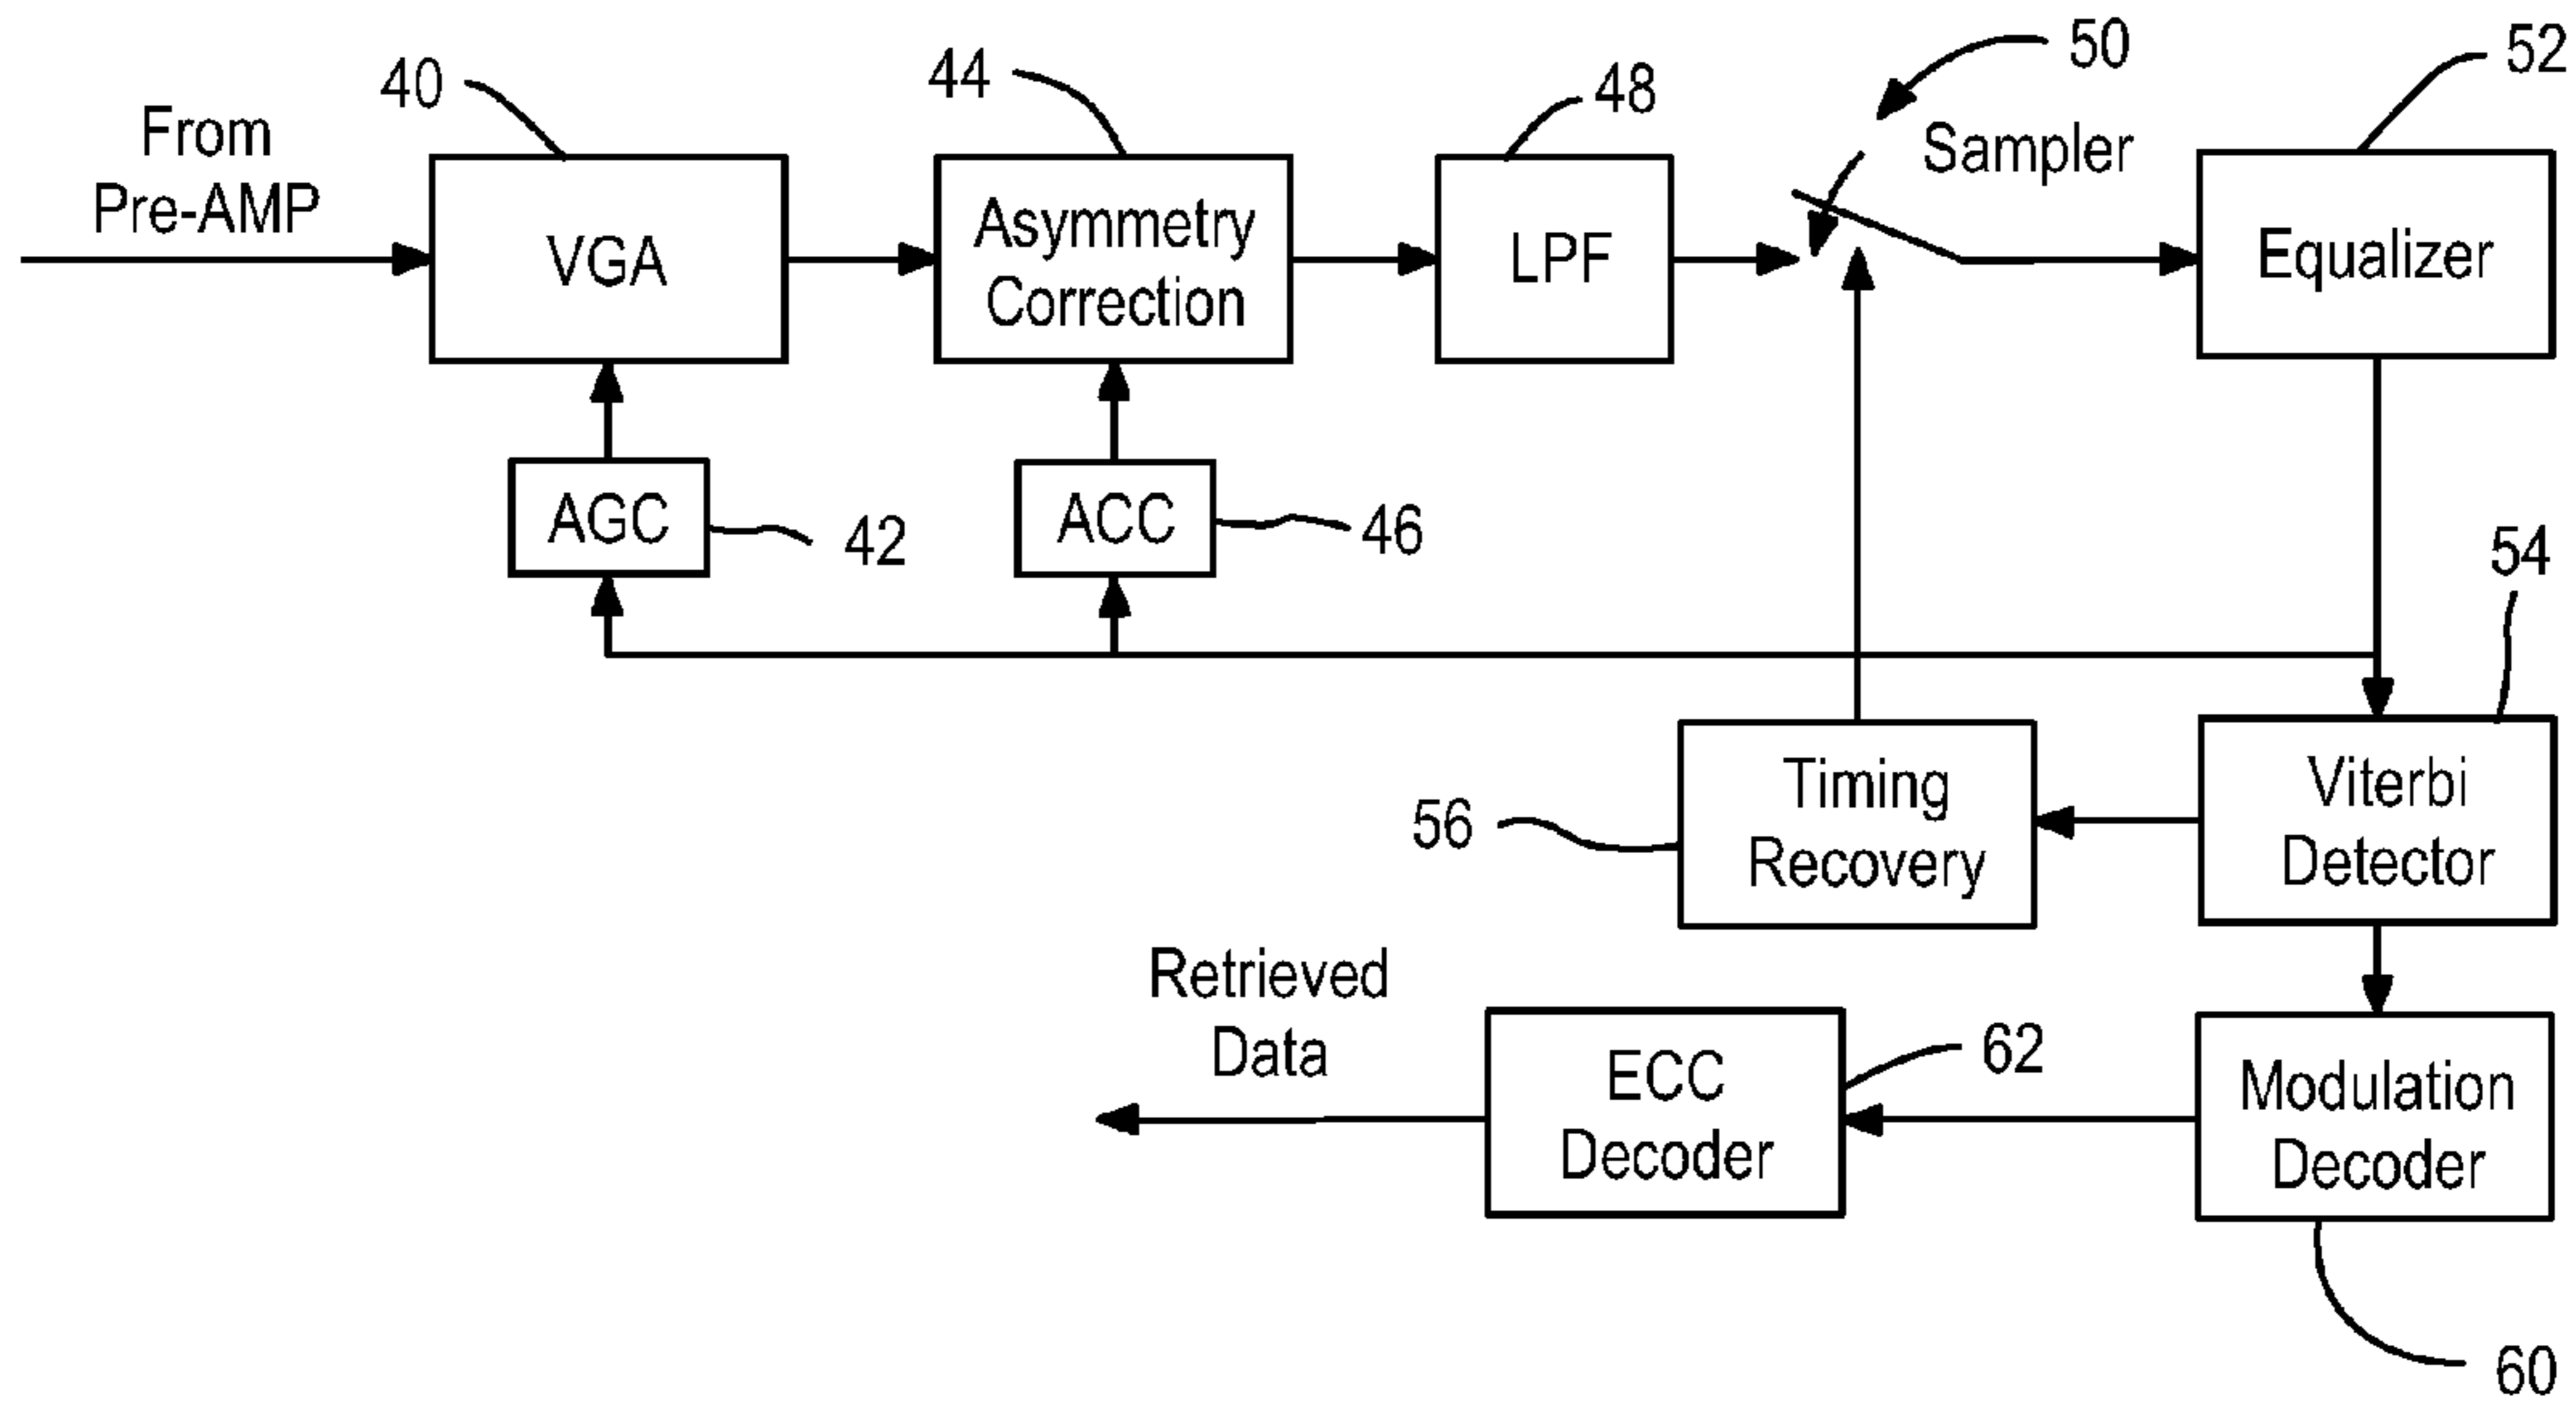 40
44
48
50
52
From
Pre-AMP
VGA
Asymmetry
Correction
LPF
Sampler
Equalizer
AGC
42
ACC
46
54
56
Timing
Recovery
Viterbi
Detector
Retrieved
Data
ECC
Decoder
62
Modulation
Decoder
60